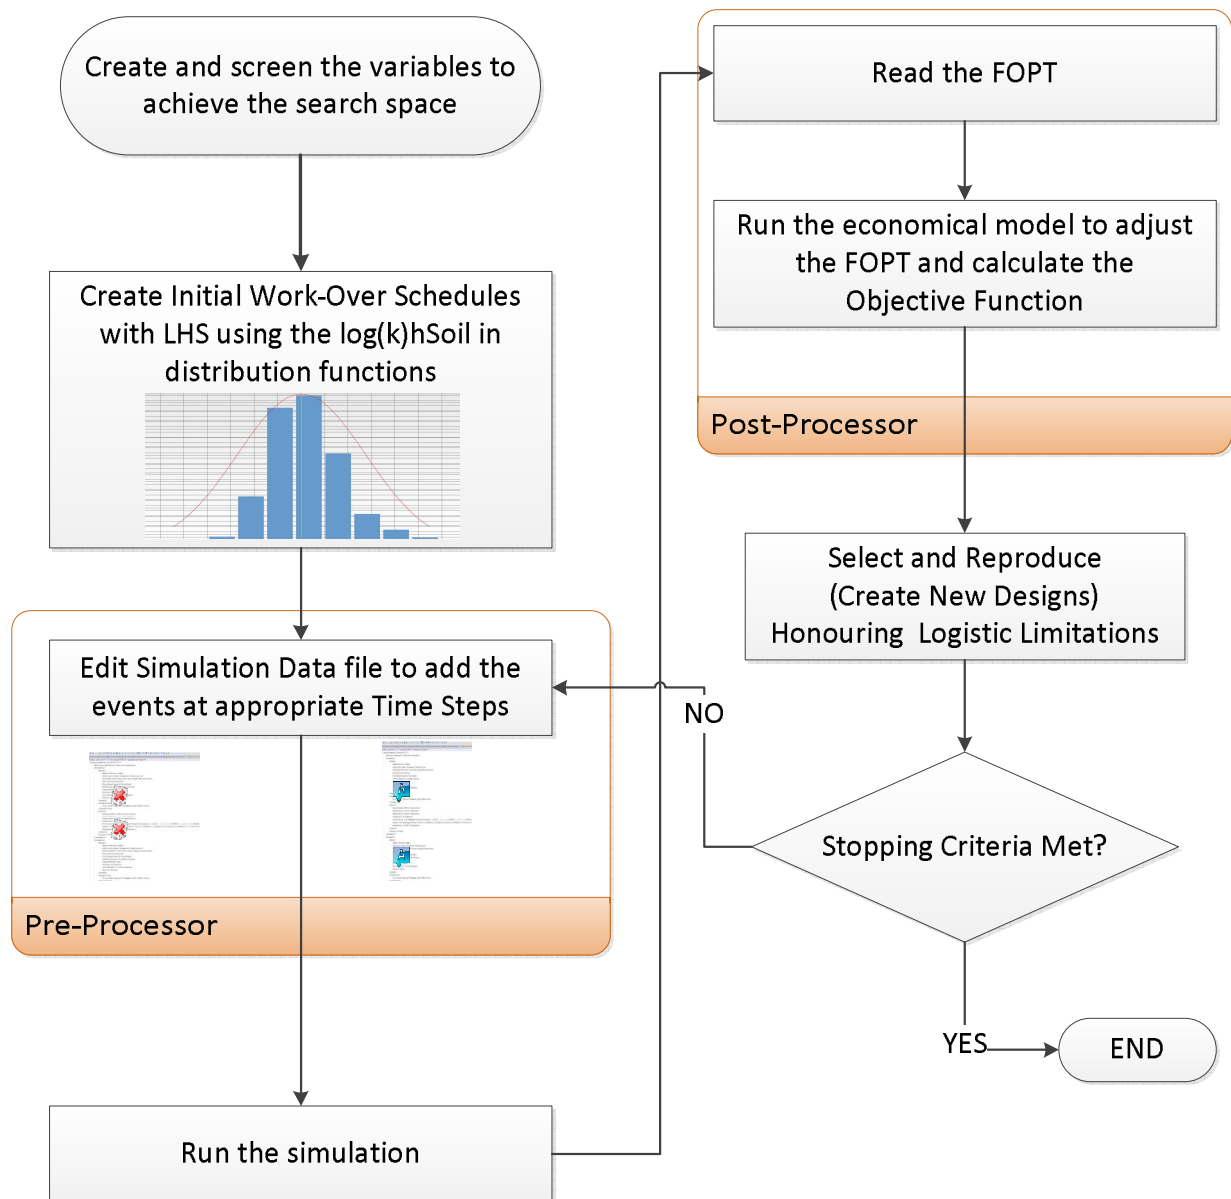 Create and screen the variables to
achieve the search space
Create Initial Work-Over Schedules
with LHS using the log(k)hSoil in
distribution functions
Edit Simulation Data file to add the
events at appropriate Time Steps
Pre-Processor
Run the simulation
Read the FOPT
Run the economical model to adjust
the FOPT and calculate the
Objective Function
Post-Processor
Select and Reproduce
(Create New Designs)
Honouring  Logistic Limitations
NO
Stopping Criteria Met?
YES
END